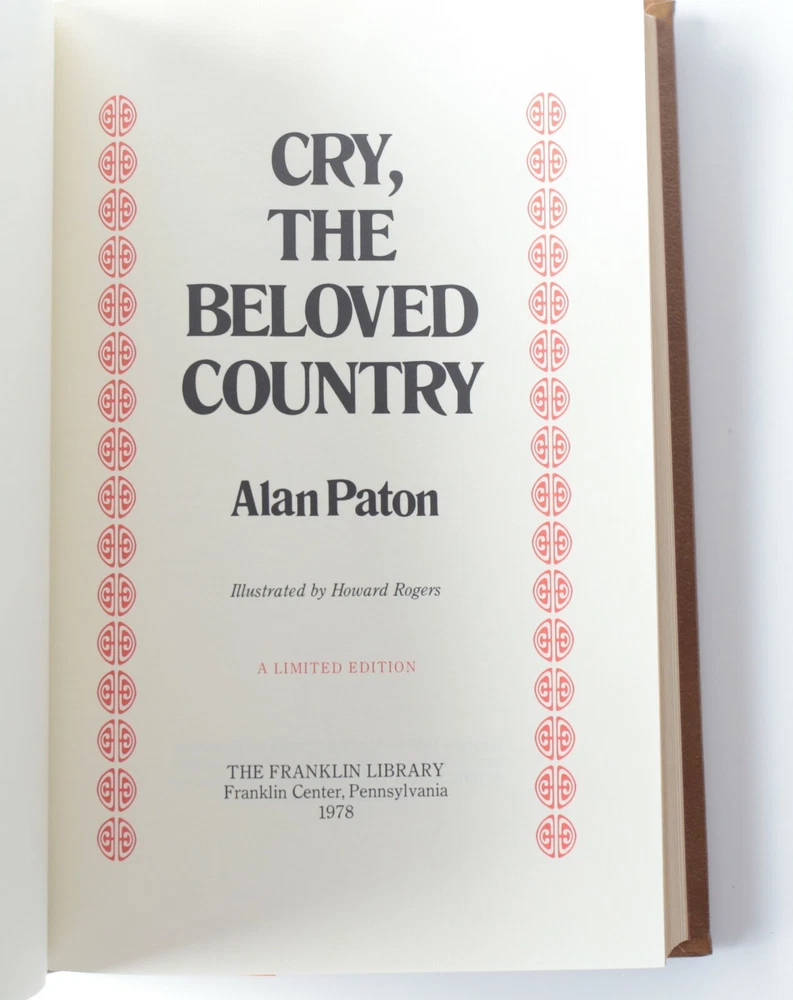 CRY,
THE
BELOVED
COUNTRY
Alan Paton
Illustrated by Howard Rogers
A LIMITED EDITION
THE FRANKLIN LIBRARY
Franklin Center, Pennsylvania
1978